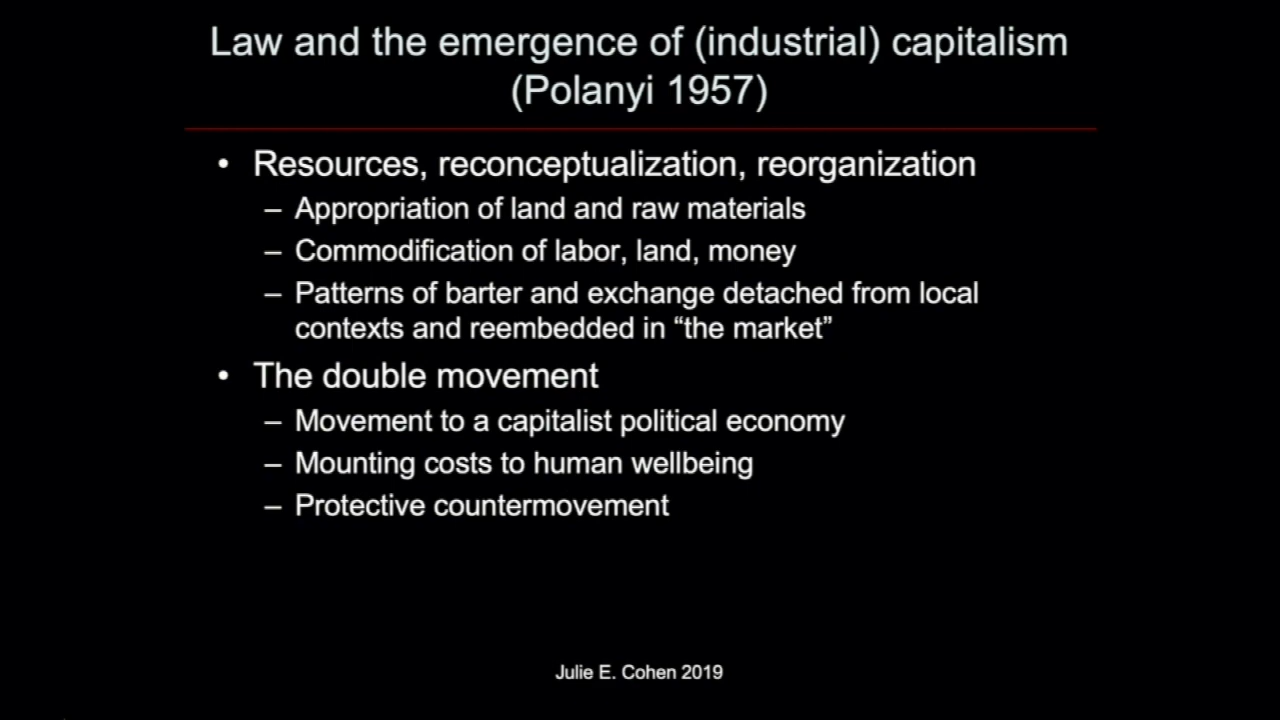 Law and the emergence of (industrial) capitalism
(Polanyi 1957)
• Resources, reconceptualization, reorganization
– Appropriation of land and raw materials
– Commodification of labor, land, money
– Patterns of barter and exchange detached from local
contexts and reembedded in “the market”
• The double movement
– Movement to a capitalist political economy
– Mounting costs to human wellbeing
– Protective countermovement
Julie E. Cohen 2019